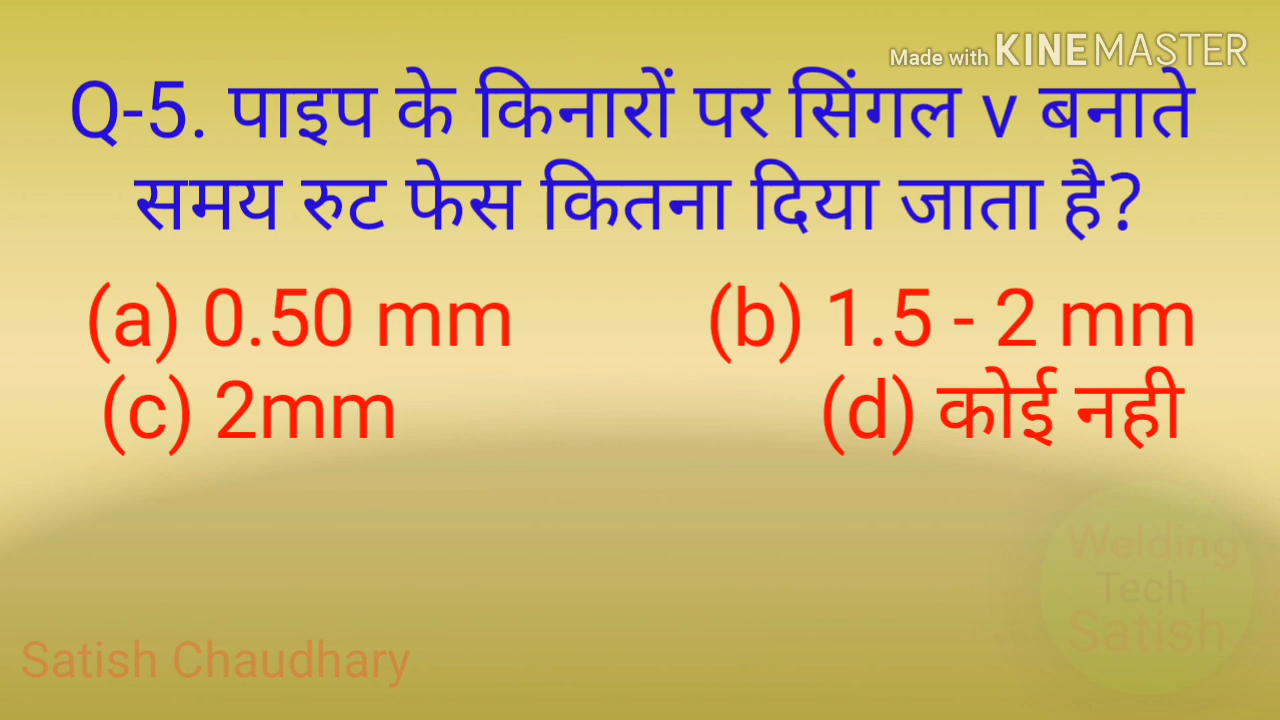 Made with KINEMASTER
Q-5. पाइप के किनारों पर सिंगल v बनाते
समय रुट फेस कितना दिया जाता है?
(a) 0.50 mm (b) 1.5 - 2 mm
(c) 2mm (d) कोई नही
Welding
Tech
Satish
Satish Chaudhary